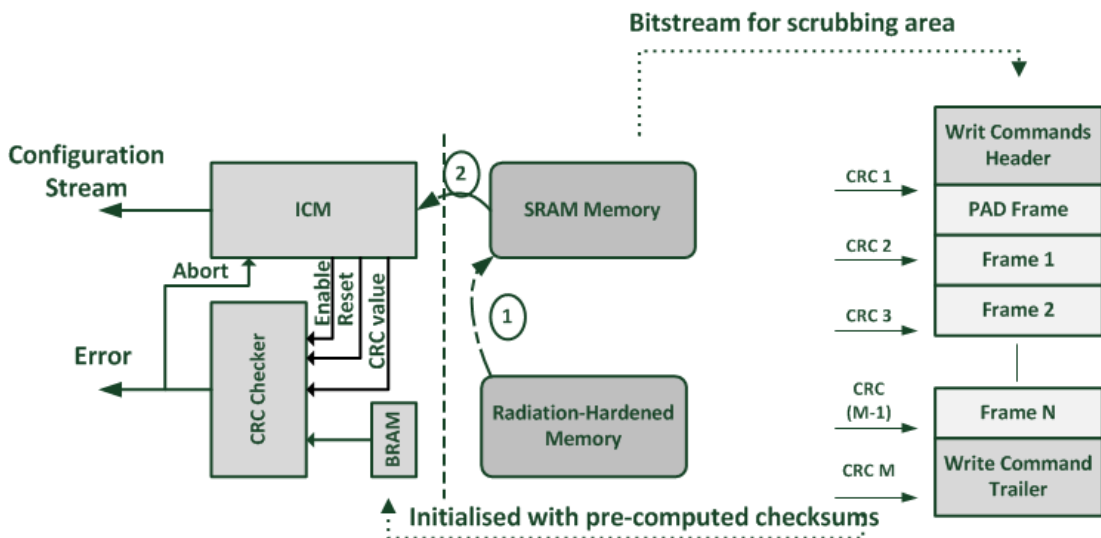 Bitstream for scrubbing area
Configuration
Stream
ICM
2
SRAM Memory
Abort
Enable
Reset
CRC value
1
Error
CRC Checker
BRAM
Radiation-Hardened
Memory
Initialised with pre-computed checksums
CRC 1
CRC 2
CRC 3
CRC
(M-1)
CRC M
Writ Commands
Header
PAD Frame
Frame 1
Frame 2
Frame N
Write Command
Trailer